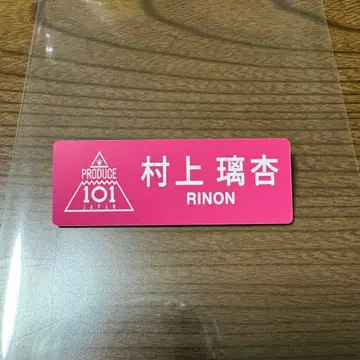 PRODUCE
101
JAPAN
村上 璃杏
RINON